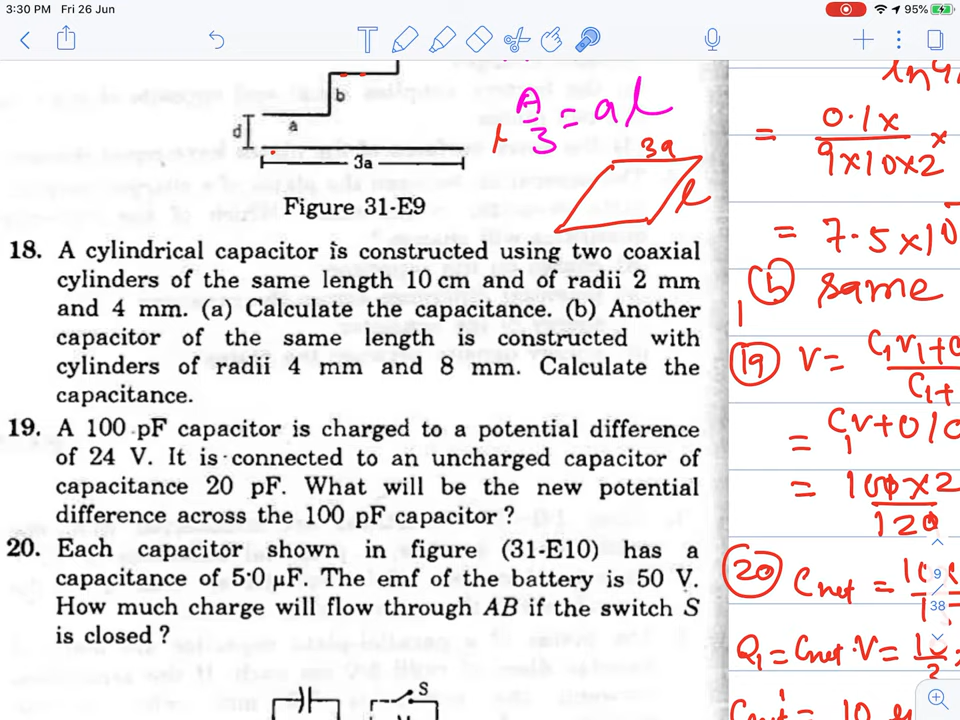 3:30 PM Fri 26 Jun
95%
T
b
a
d
3a
Figure 31-E9
A/3 = al
3a
l
18. A cylindrical capacitor is constructed using two coaxial
cylinders of the same length 10 cm and of radii 2 mm
and 4 mm. (a) Calculate the capacitance. (b) Another
capacitor of the same length is constructed with
cylinders of radii 4 mm and 8 mm. Calculate the
capacitance.
19. A 100 pF capacitor is charged to a potential difference
of 24 V. It is connected to an uncharged capacitor of
capacitance 20 pF. What will be the new potential
difference across the 100 pF capacitor ?
20. Each capacitor shown in figure (31-E10) has a
capacitance of 5·0 μF. The emf of the battery is 50 V.
How much charge will flow through AB if the switch S
is closed ?
S
= 0.1x / 9x10x2 x
= 7.5x10
(b) same
(19) V = C1V1+ / C1+
= C1V+0/
= 100x2 / 120
(20) Cnet =
Q1 = Cnet.V =
9
38